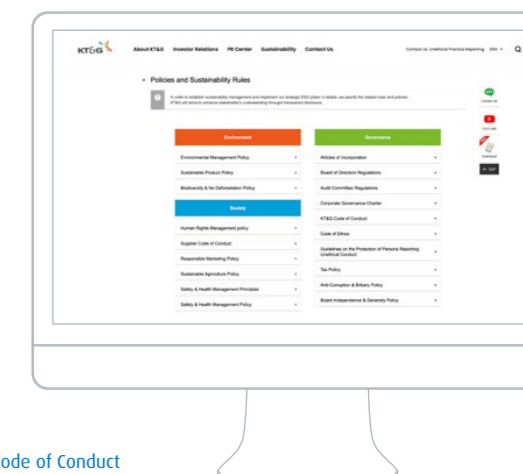 KT&G
About KT&G Investor Relations PR Center Sustainability Contact Us
Contact Us Unethical Practice Reporting ENG
Policies and Sustainability Rules
In order to establish sustainability management and implement our strategic ESG pillars in details, we specify the related rules and policies.
KT&G will strive to enhance stakeholder's understanding through transparent disclosure.
Contact us
YOUTUBE
Download
TOP
Environment
Environmental Management Policy
Sustainable Product Policy
Biodiversity & No Deforestation Policy
Society
Human Rights Management policy
Supplier Code of Conduct
Responsible Marketing Policy
Sustainable Agriculture Policy
Safety & Health Management Principles
Safety & Health Management Policy
Governance
Articles of incorporation
Board of Directors Regulations
Audit Committee Regulations
Corporate Governance Charter
KT&G Code of Conduct
Code of Ethics
Guidelines on the Protection of Persons Reporting
Unethical Conduct
Tax Policy
Anti-Corruption & Bribery Policy
Board Independence & Diversity Policy
ode of Conduct